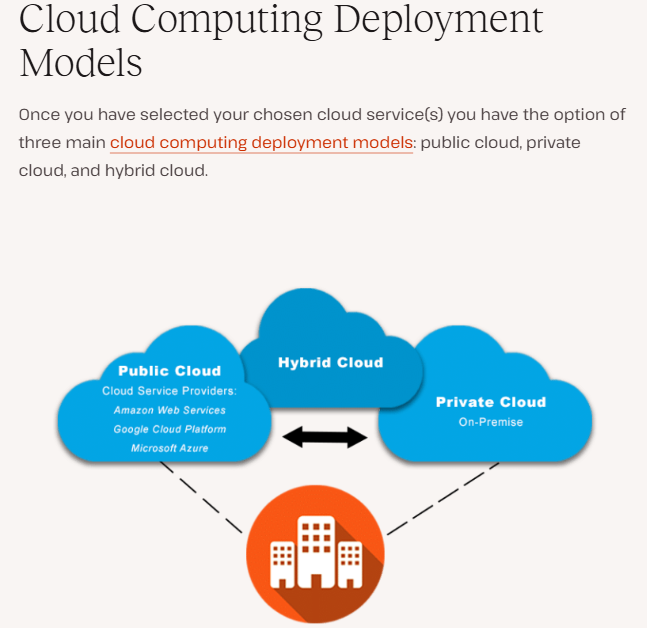 Cloud Computing Deployment
Models
Once you have selected your chosen cloud service(s) you have the option of
three main cloud computing deployment models: public cloud, private
cloud, and hybrid cloud.
Hybrid Cloud
Public Cloud
Cloud Service Providers:
Amazon Web Services
Google Cloud Platform
Microsoft Azure
Private Cloud
On-Premise